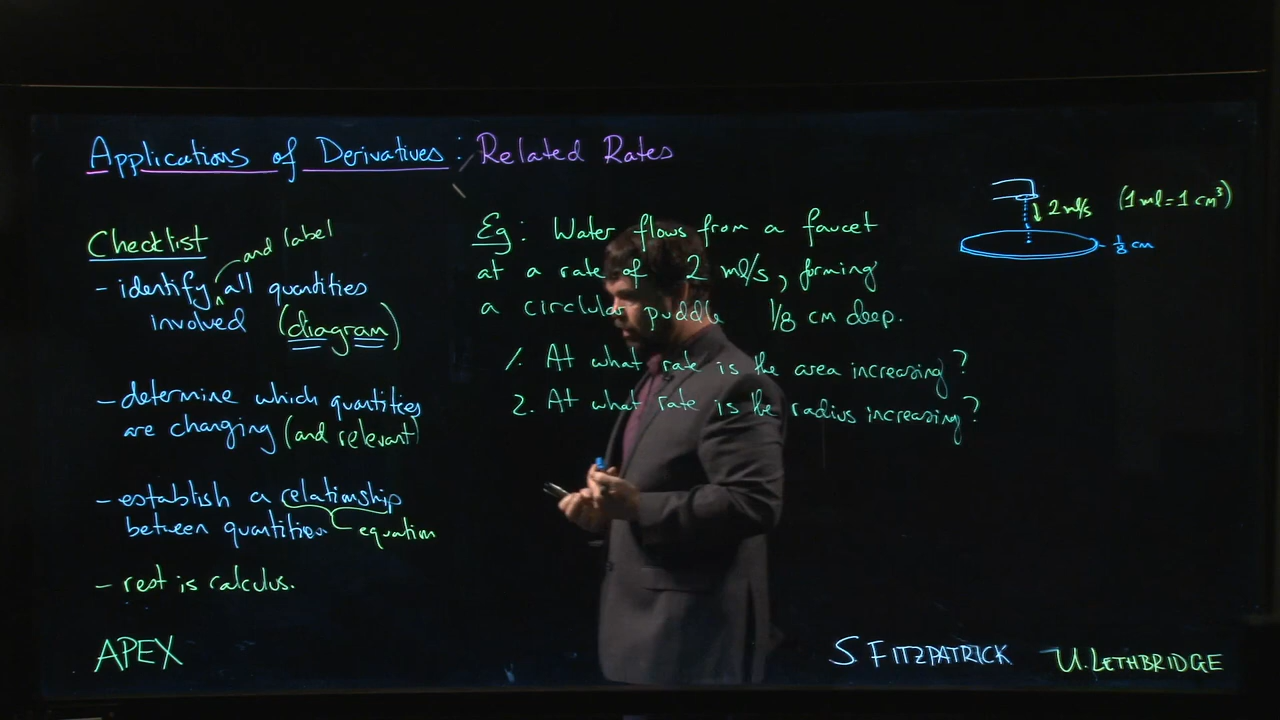 Applications of Derivatives: Related Rates
Checklist
and label
- identify all quantities
involved (diagram)
- determine which quantities
are changing (and relevant)
- establish a relationship
between quantities
equation
- rest is calculus.
Eg: Water flows from a faucet
at a rate of 2 ml/s, forming
a circlular puddle 1/8 cm deep.
1. At what rate is the area increasing?
2. At what rate is the radius increasing?
2 ml/s (1 ml = 1 cm³)
1/8 cm
APEX
S. FITZPATRICK U. LETHBRIDGE